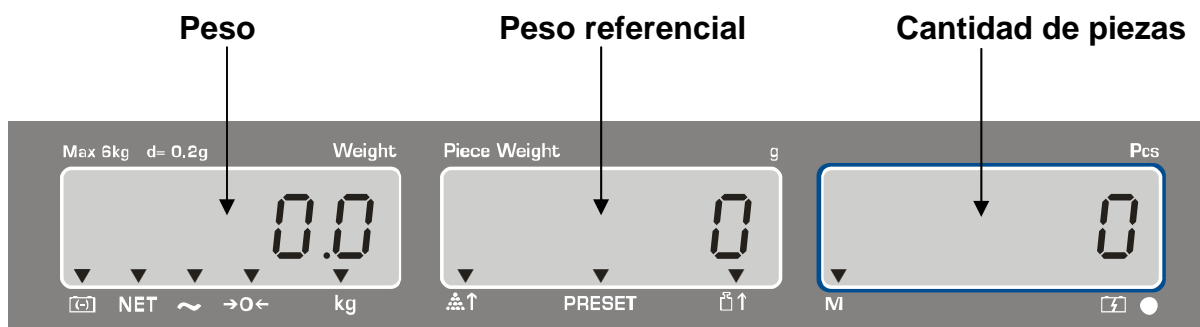 Peso Peso referencial Cantidad de piezas
Max 6kg d= 0.2g Weight Piece Weight g Pcs
0.0 0 0
NET ~ →0← kg ↑ PRESET ↑ M